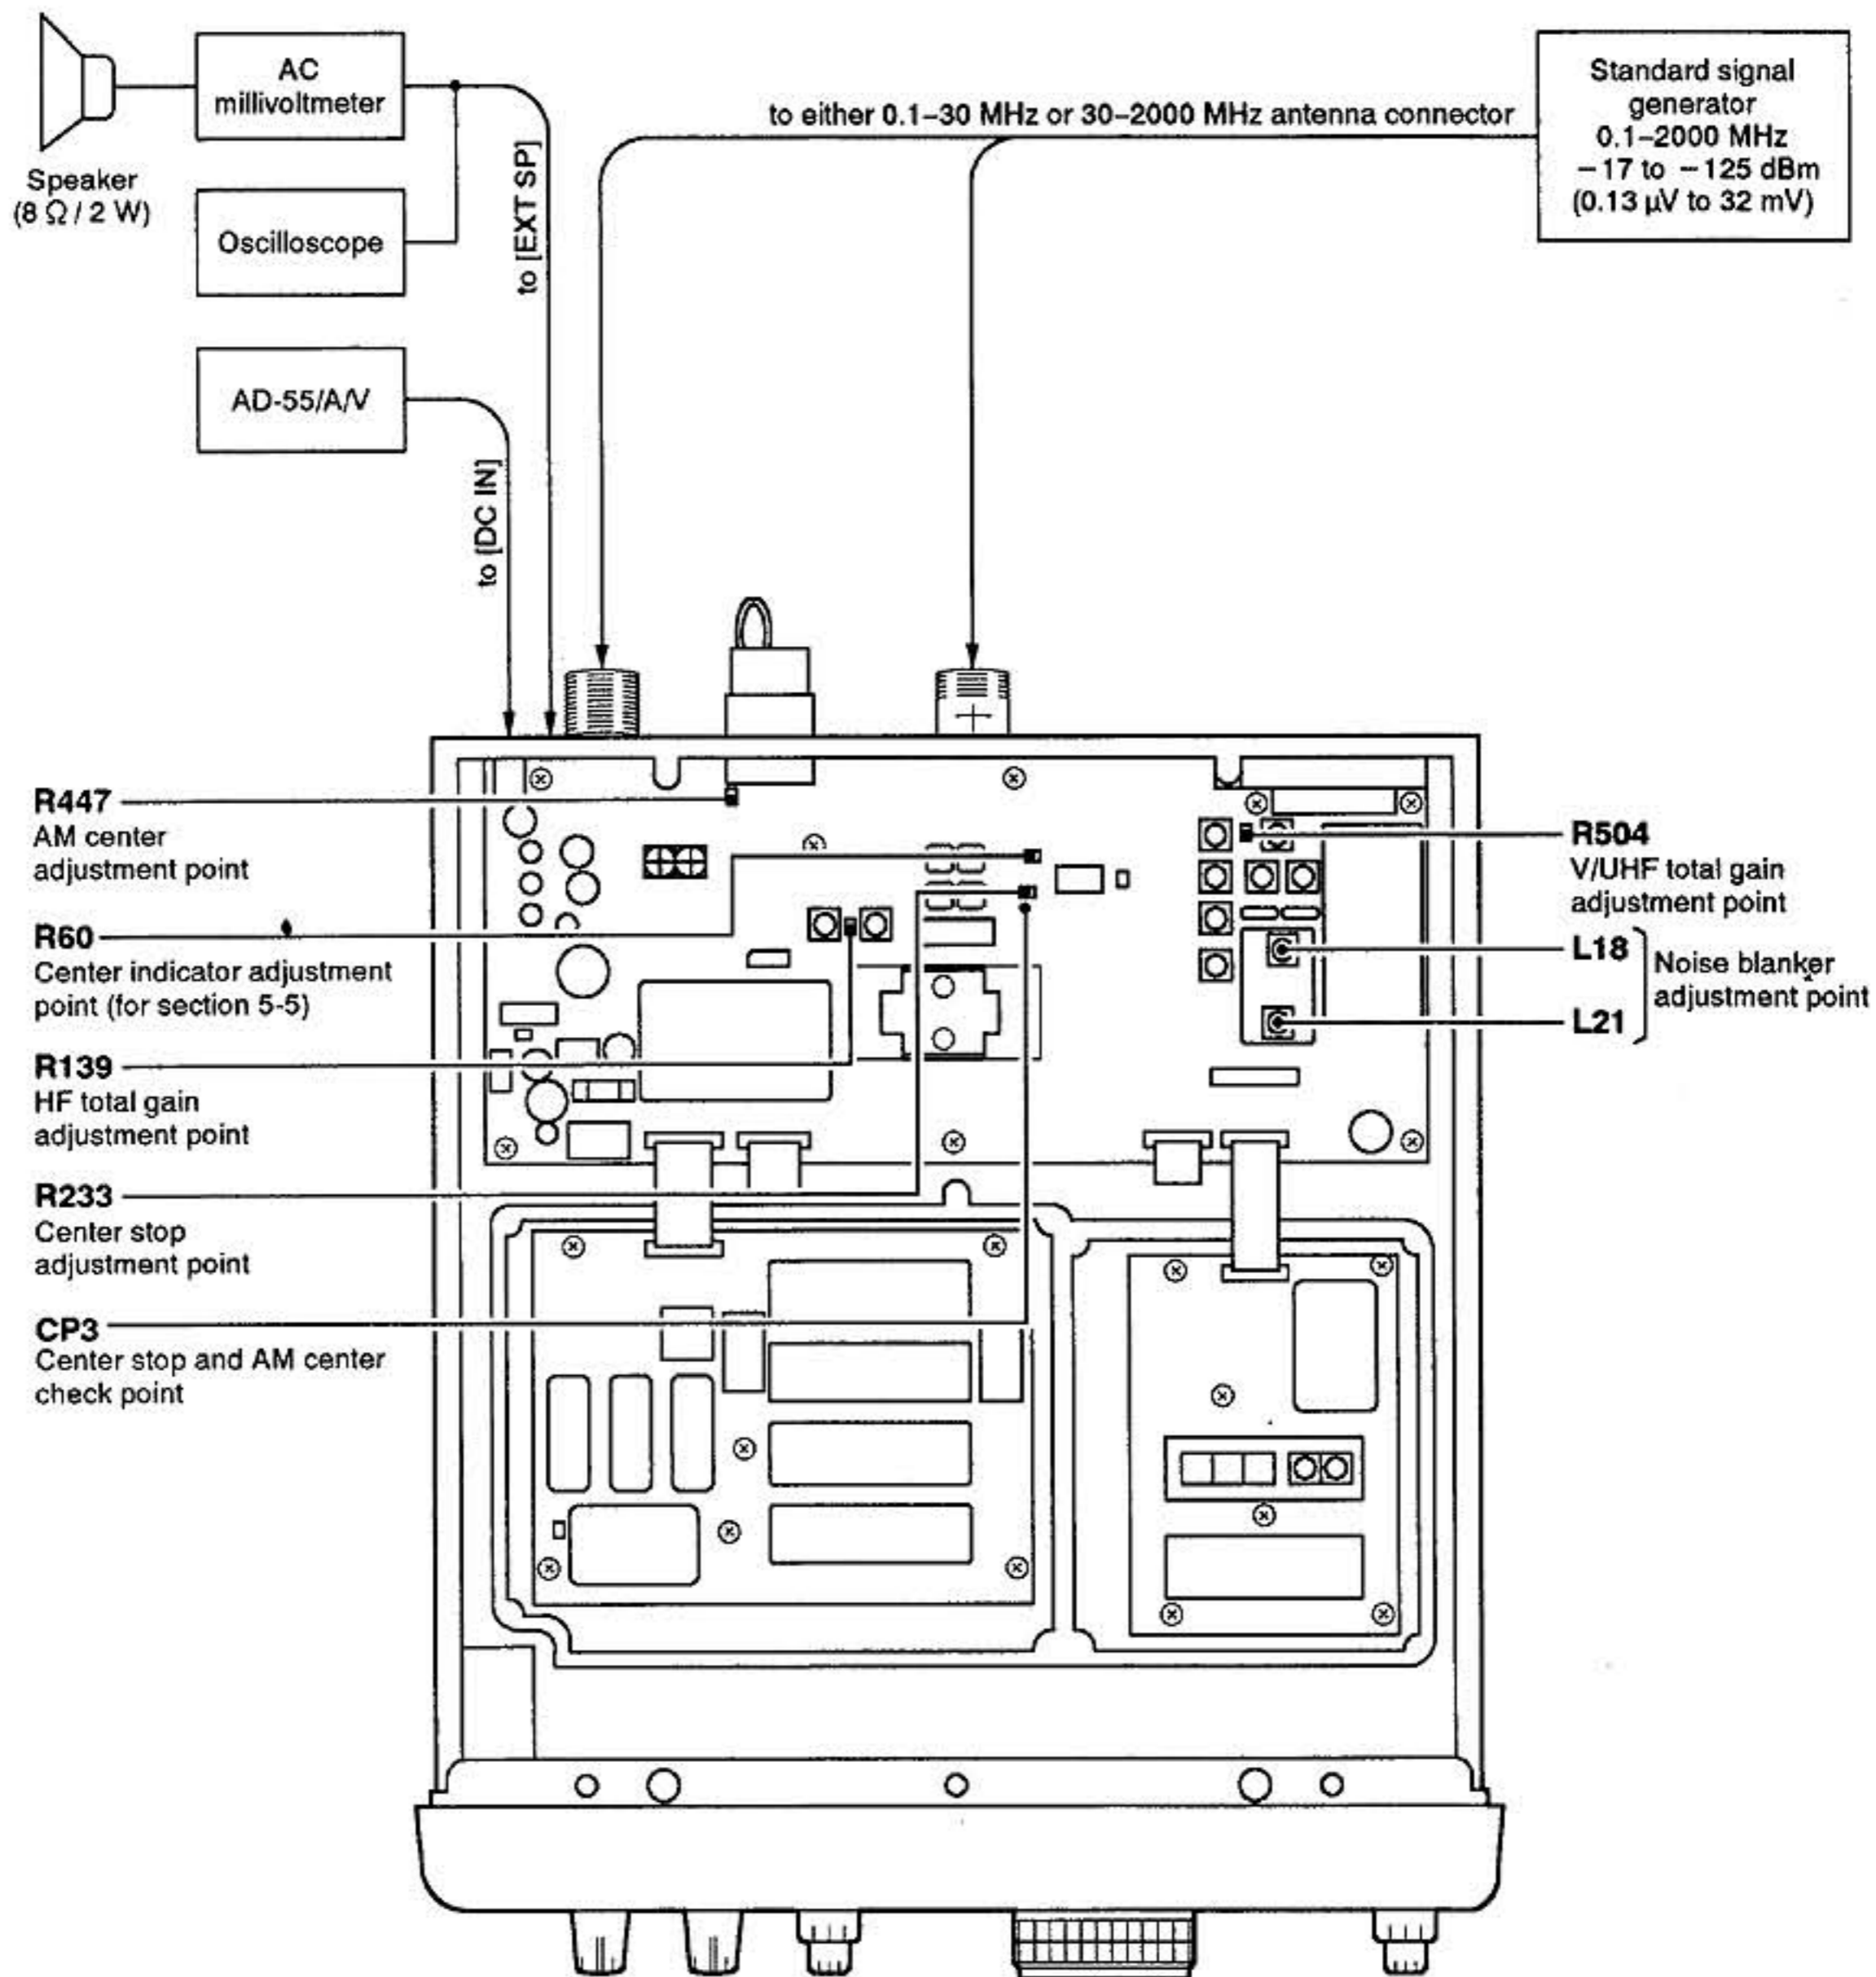 AC
millivoltmeter
Speaker
(8 Ω / 2 W)
Oscilloscope
AD-55/A/V
to [EXT SP]
to [DC IN]
to either 0.1–30 MHz or 30–2000 MHz antenna connector
Standard signal
generator
0.1–2000 MHz
–17 to –125 dBm
(0.13 µV to 32 mV)
R447
AM center
adjustment point
R60
Center indicator adjustment
point (for section 5-5)
R139
HF total gain
adjustment point
R233
Center stop
adjustment point
CP3
Center stop and AM center
check point
R504
V/UHF total gain
adjustment point
L18
L21
Noise blanker
adjustment point